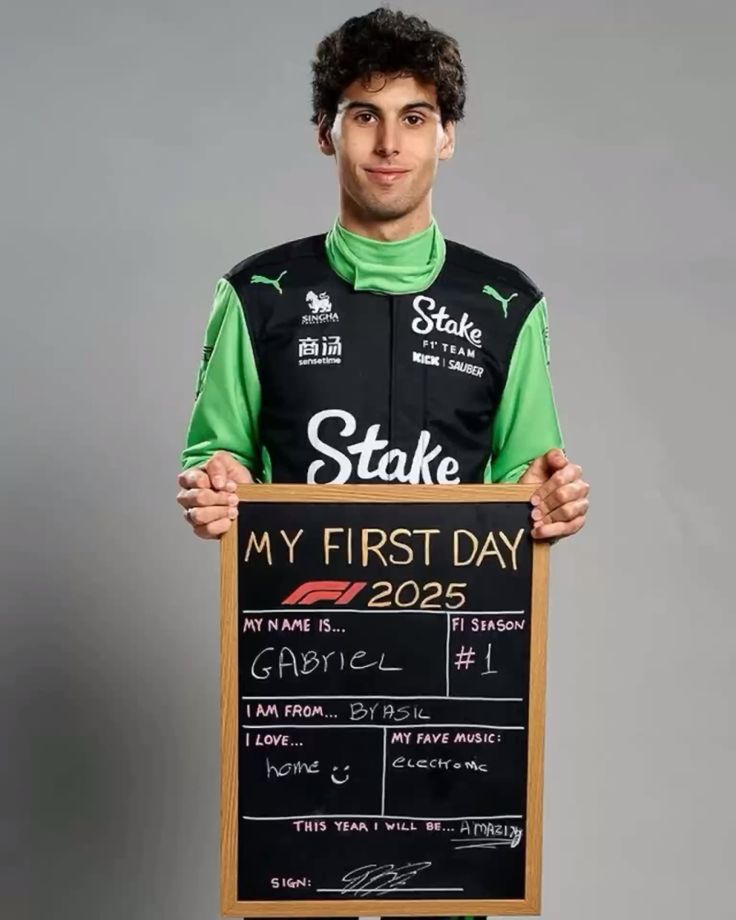 SINGHA
商汤
sensetime
Stake
F1® TEAM
KICK | SAUBER
Stake
MY FIRST DAY
F1 2025
MY NAME IS... F1 SEASON
GABrieL #1
I AM FROM... BrASIL
I LOVE... MY FAVE MUSIC:
home electronic
THIS YEAR I WILL BE... AMAZING
SIGN: